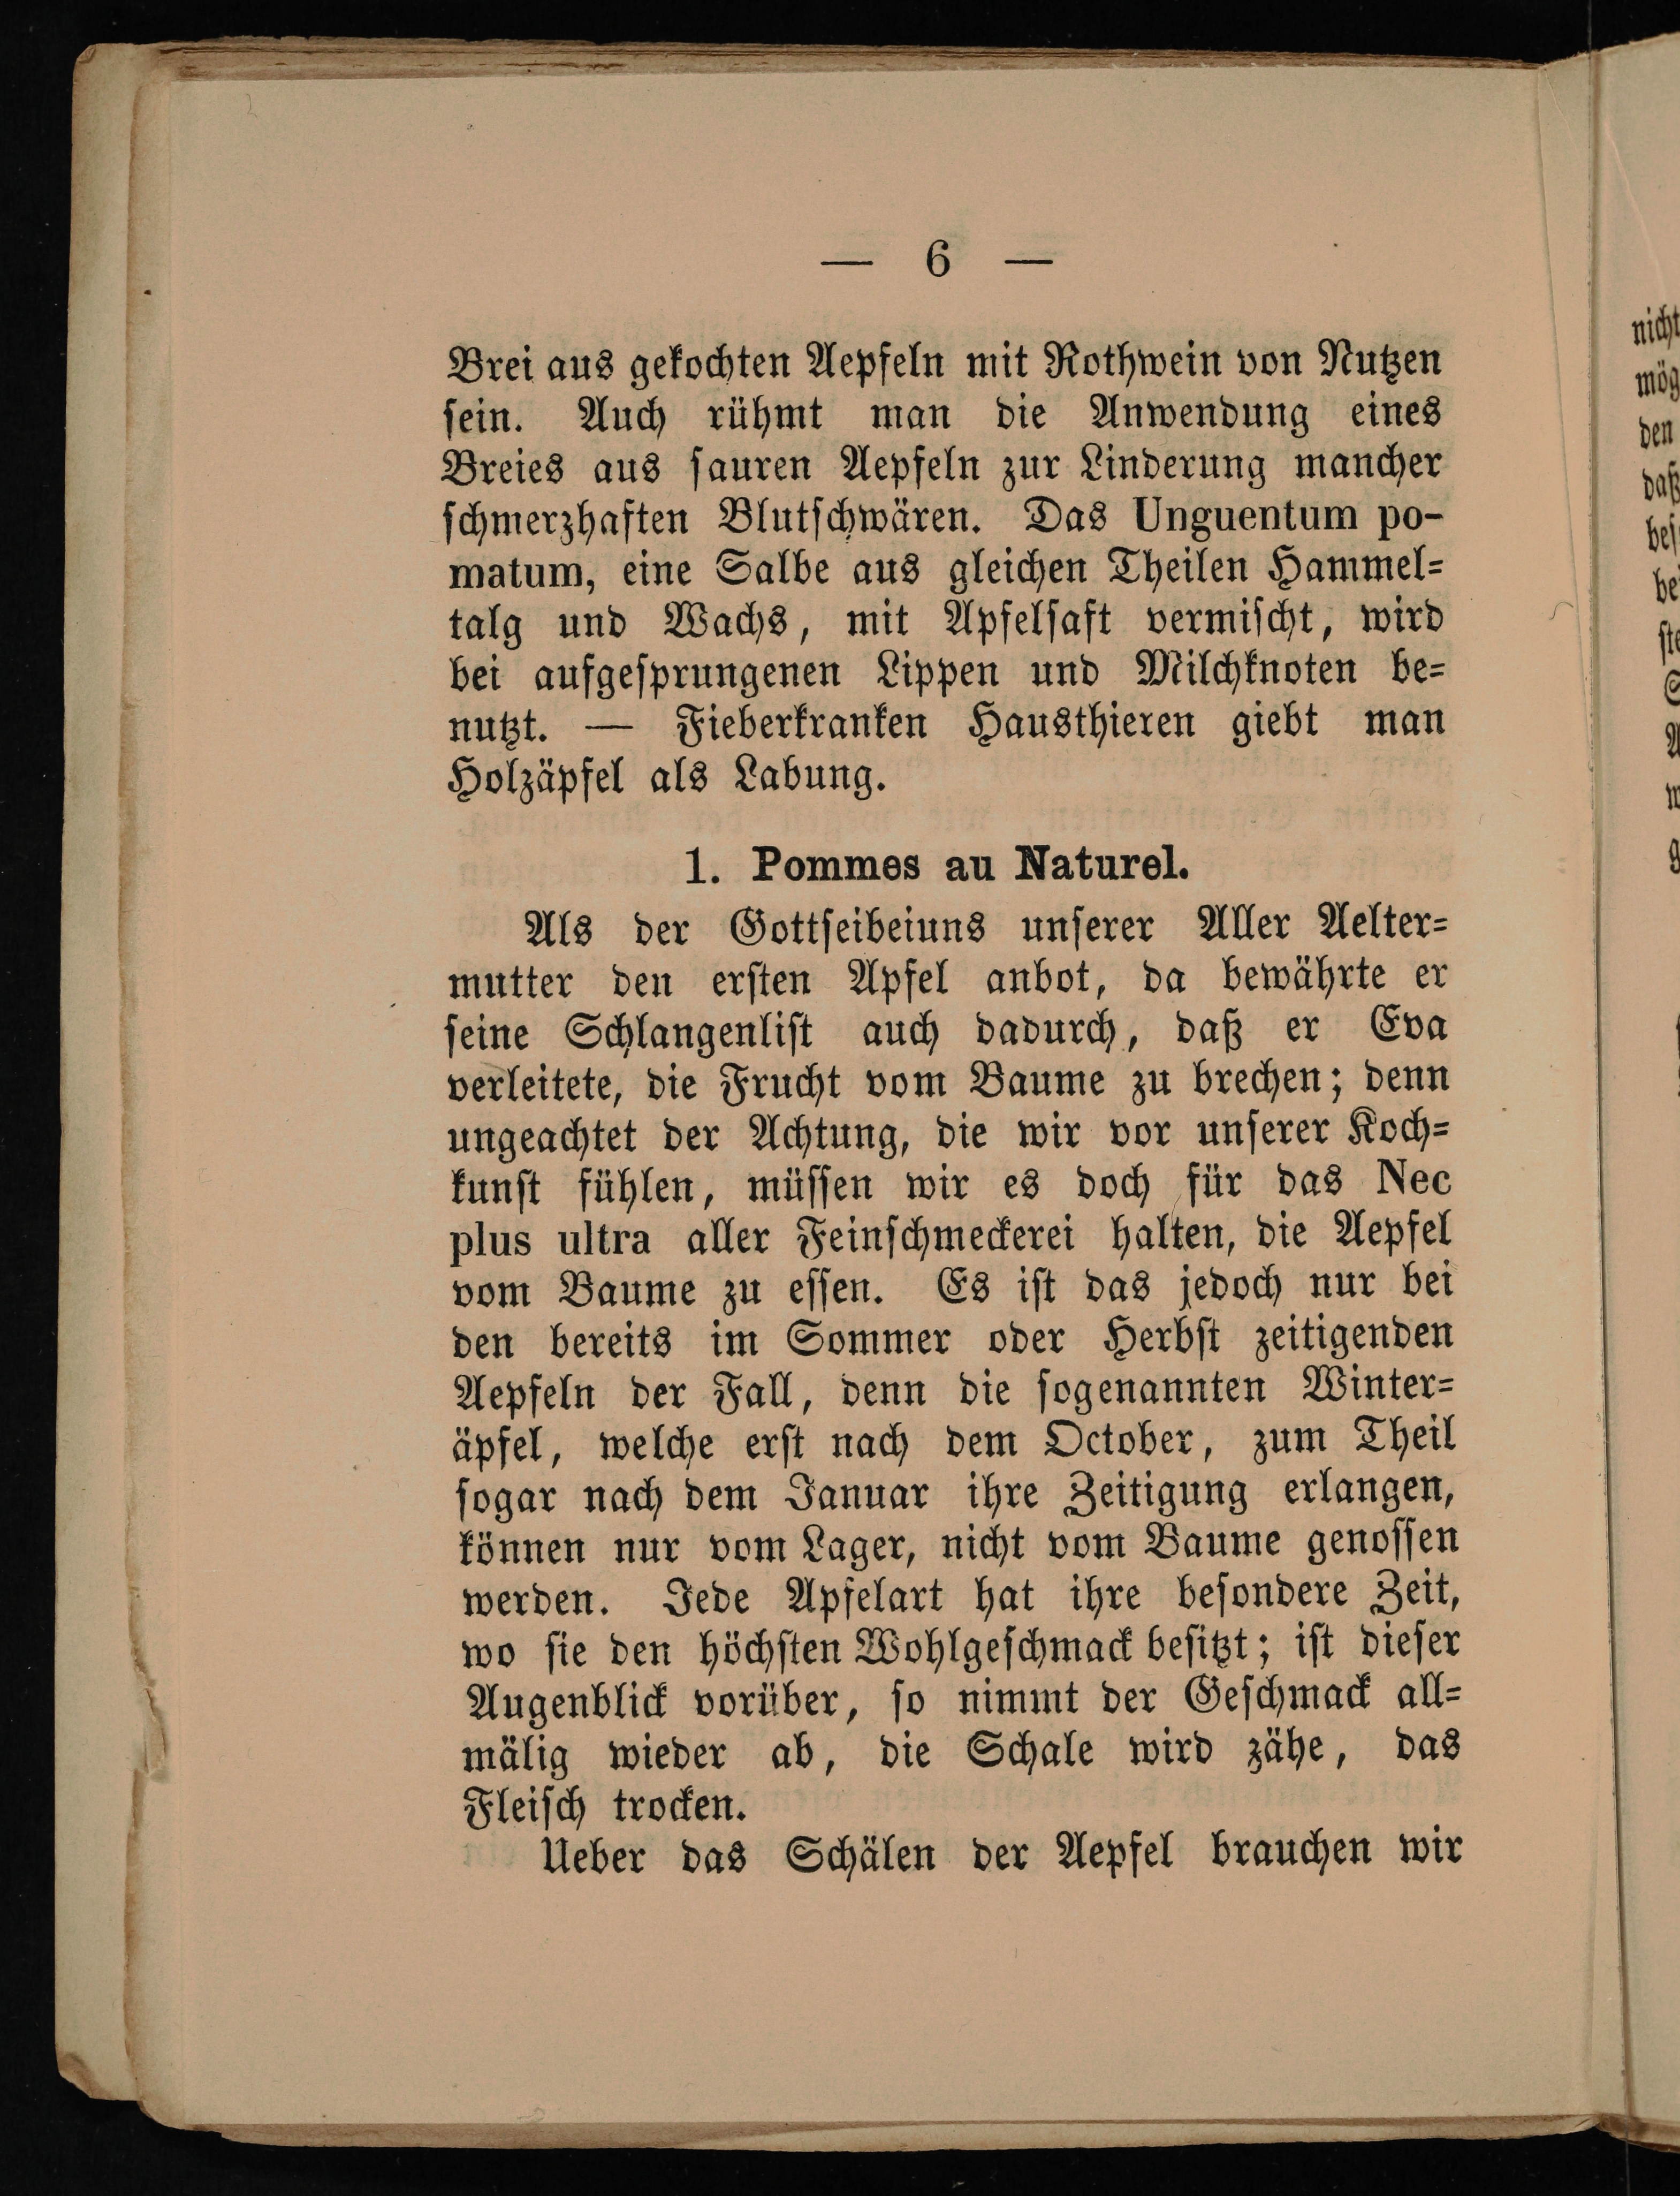 — 6 —
Brei aus gekochten Aepfeln mit Rothwein von Nutzen
sein. Auch rühmt man die Anwendung eines
Breies aus sauren Aepfeln zur Linderung mancher
schmerzhaften Blutschwären. Das Unguentum po-
matum, eine Salbe aus gleichen Theilen Hammel-
talg und Wachs, mit Apfelsaft vermischt, wird
bei aufgesprungenen Lippen und Milchknoten be-
nutzt. — Fieberkranken Hausthieren giebt man
Holzäpfel als Labung.
1. Pommes au Naturel.
Als der Gottseibeiuns unserer Aller Aelter-
mutter den ersten Apfel anbot, da bewährte er
seine Schlangenlist auch dadurch, daß er Eva
verleitete, die Frucht vom Baume zu brechen; denn
ungeachtet der Achtung, die wir vor unserer Koch-
kunst fühlen, müssen wir es doch für das Nec
plus ultra aller Feinschmeckerei halten, die Aepfel
vom Baume zu essen. Es ist das jedoch nur bei
den bereits im Sommer oder Herbst zeitigenden
Aepfeln der Fall, denn die sogenannten Winter-
äpfel, welche erst nach dem October, zum Theil
sogar nach dem Januar ihre Zeitigung erlangen,
können nur vom Lager, nicht vom Baume genossen
werden. Jede Apfelart hat ihre besondere Zeit,
wo sie den höchsten Wohlgeschmack besitzt; ist dieser
Augenblick vorüber, so nimmt der Geschmack all-
mälig wieder ab, die Schale wird zähe, das
Fleisch trocken.
Ueber das Schälen der Aepfel brauchen wir
nicht
mög
den
daß